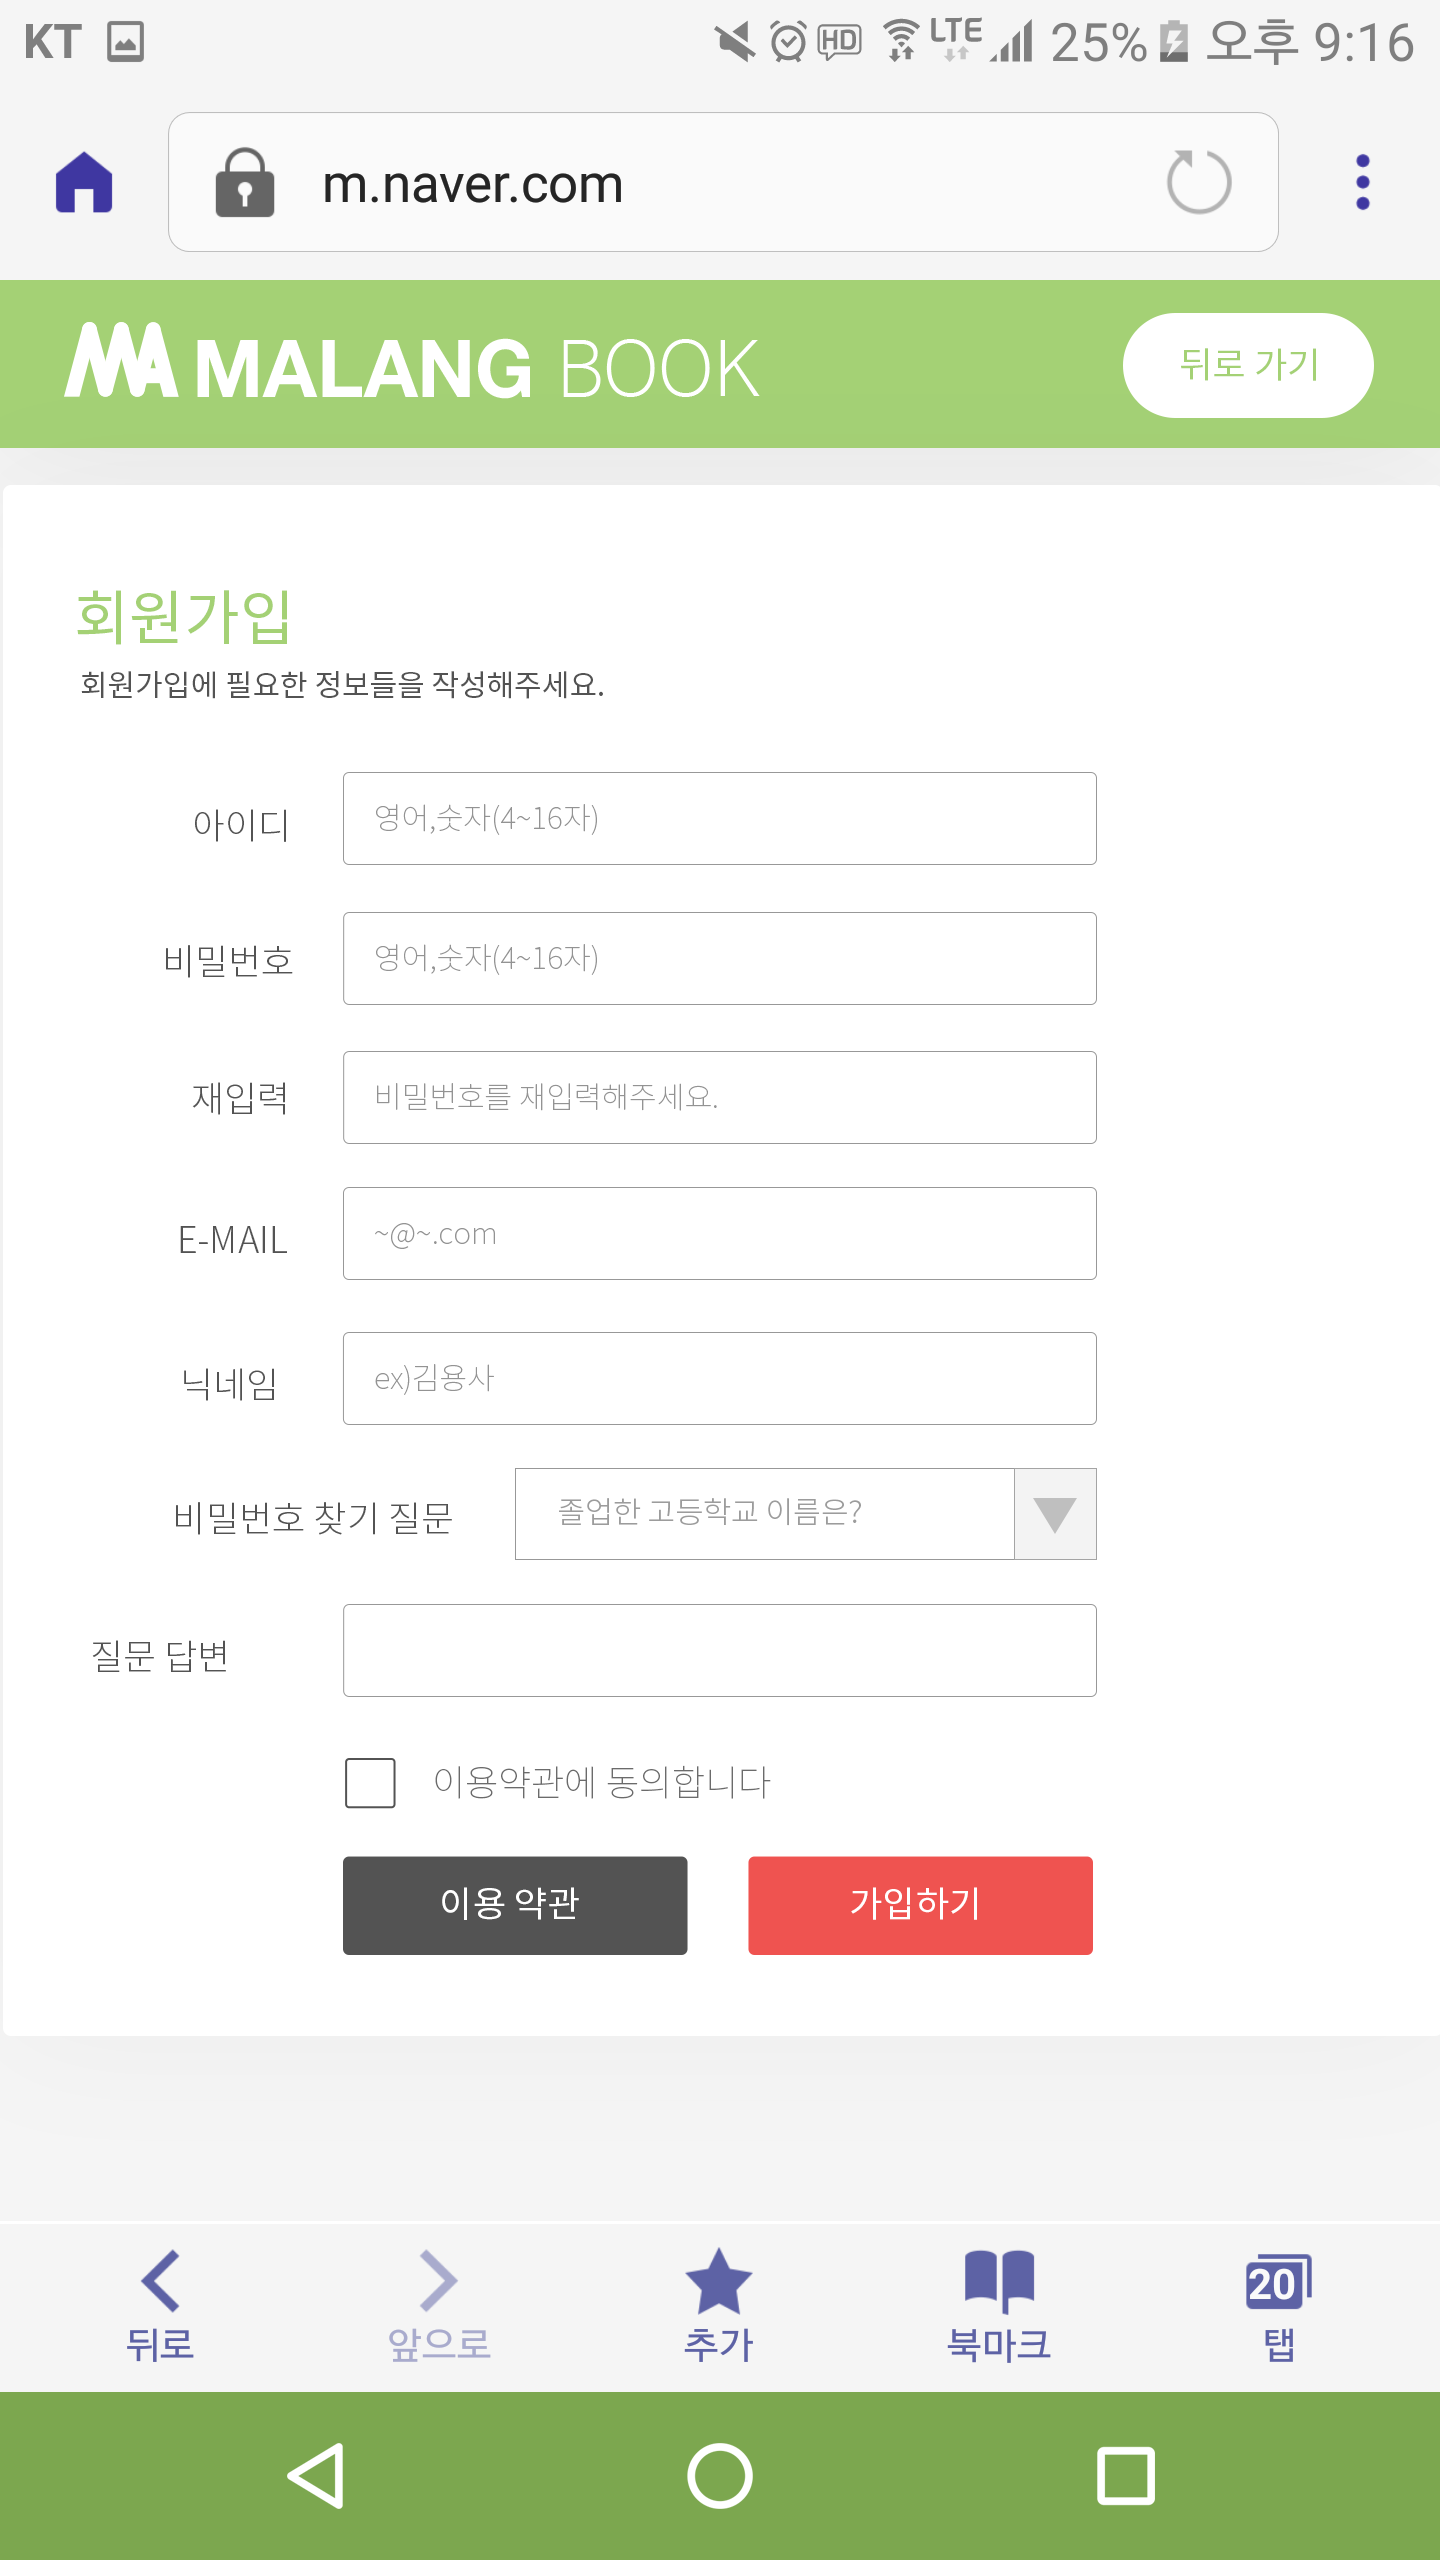 KT HD LTE 25% 오후 9:16
m.naver.com
MALANG BOOK 뒤로 가기
회원가입
회원가입에 필요한 정보들을 작성해주세요.
아이디 영어,숫자(4~16자)
비밀번호 영어,숫자(4~16자)
재입력 비밀번호를 재입력해주세요.
E-MAIL ~@~.com
닉네임 ex)김용사
비밀번호 찾기 질문 졸업한 고등학교 이름은?
질문 답변
이용약관에 동의합니다
이용 약관 가입하기
20
뒤로 앞으로 추가 북마크 탭